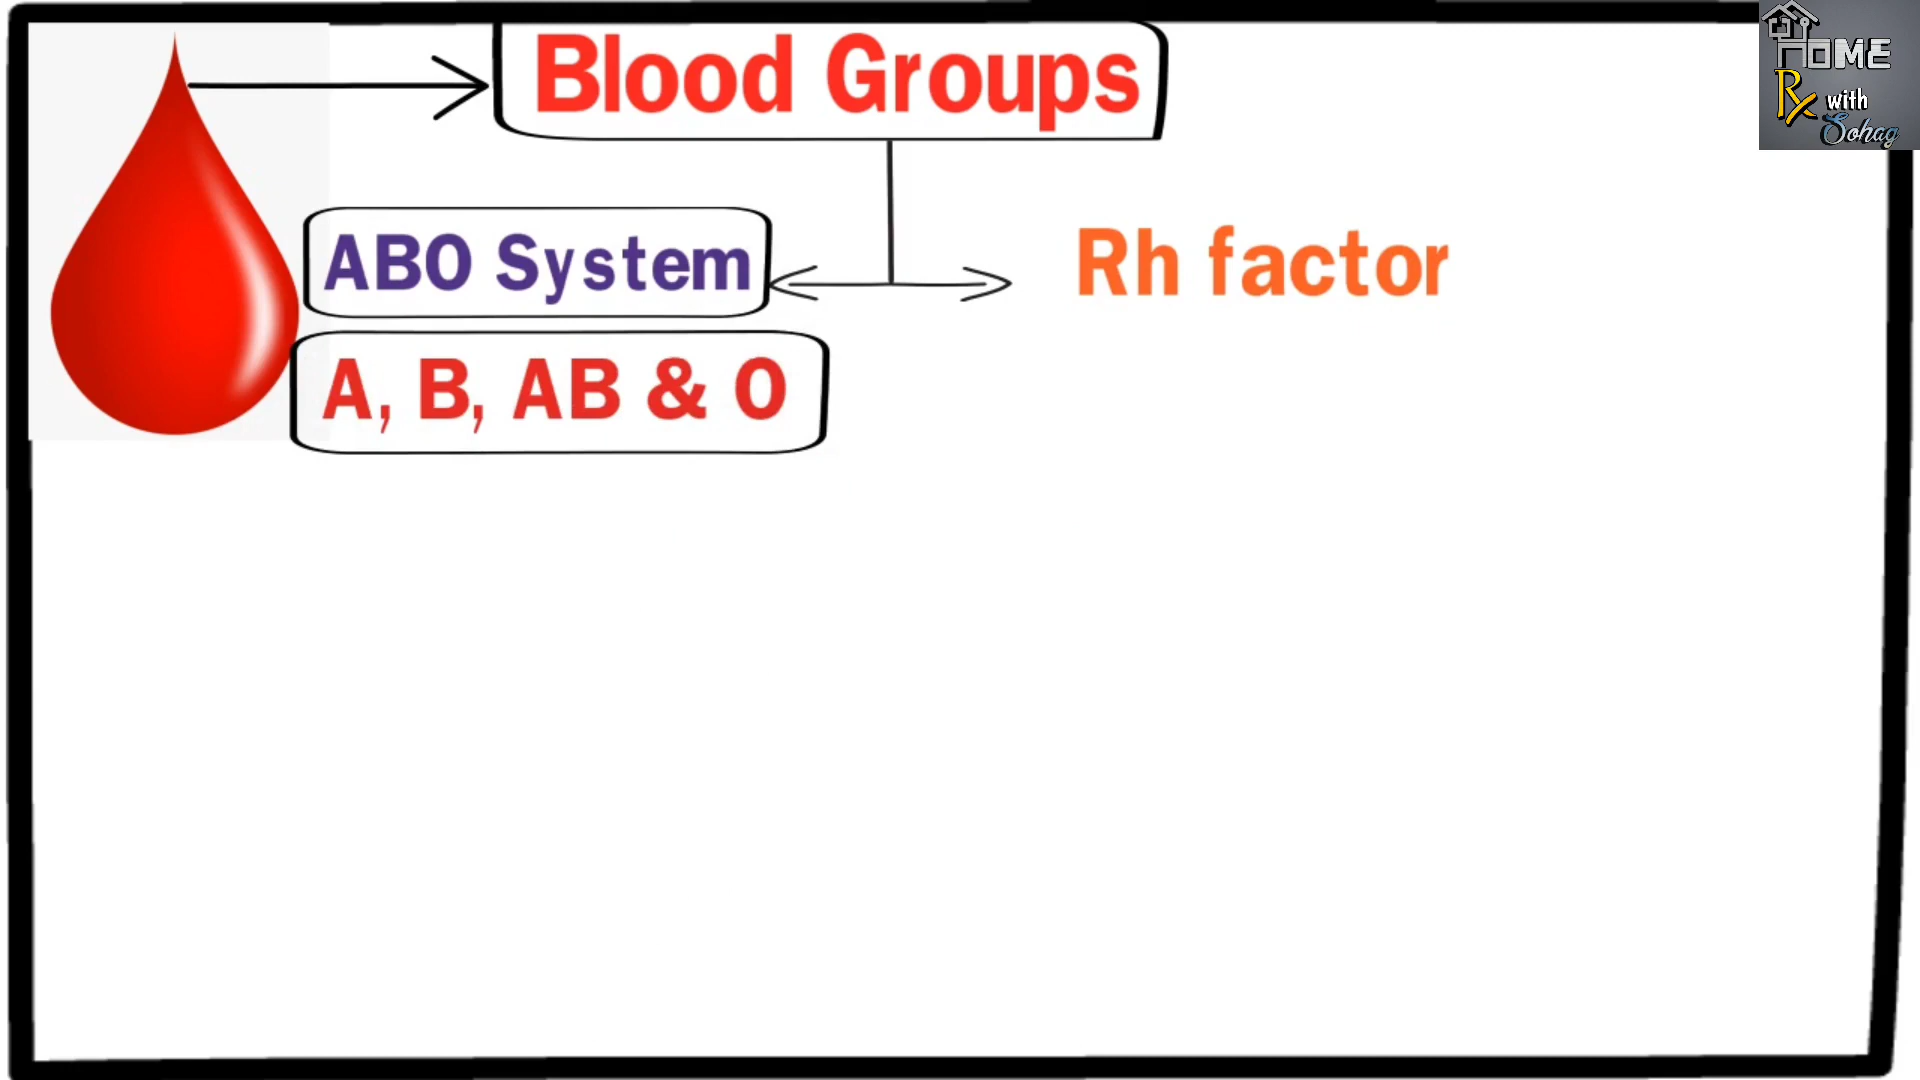 Blood Groups
HOME
Rx with
Sohag
ABO System
Rh factor
A, B, AB & O